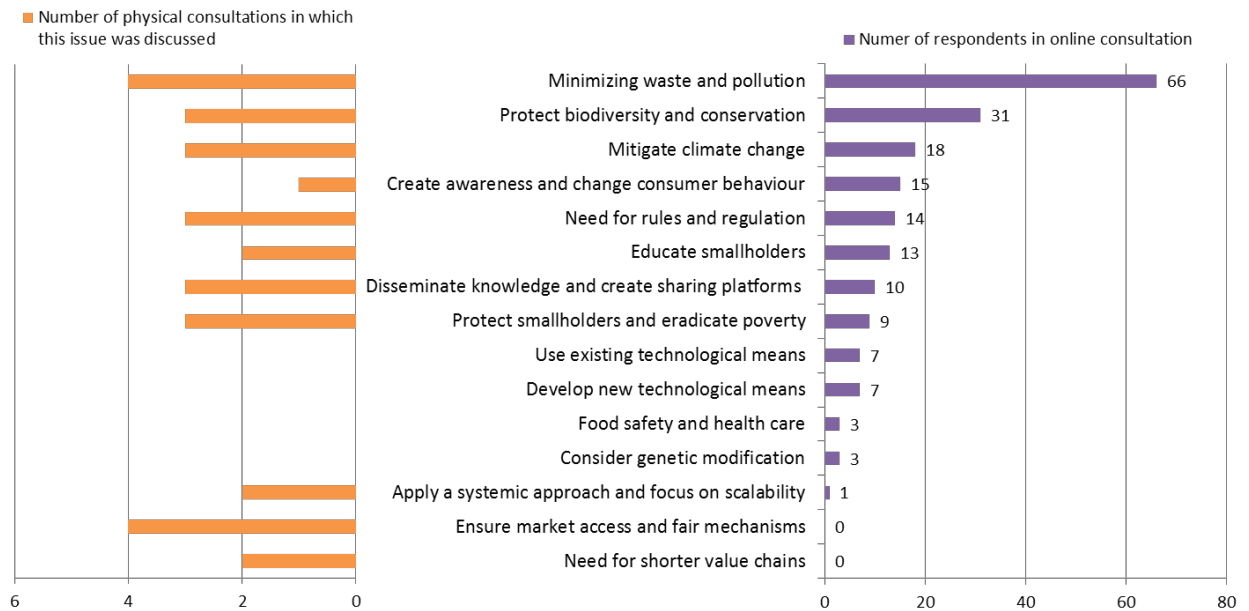 Number of physical consultations in which
this issue was discussed
Numer of respondents in online consultation
Minimizing waste and pollution 66
Protect biodiversity and conservation 31
Mitigate climate change 18
Create awareness and change consumer behaviour 15
Need for rules and regulation 14
Educate smallholders 13
Disseminate knowledge and create sharing platforms 10
Protect smallholders and eradicate poverty 9
Use existing technological means 7
Develop new technological means 7
Food safety and health care 3
Consider genetic modification 3
Apply a systemic approach and focus on scalability 1
Ensure market access and fair mechanisms 0
Need for shorter value chains 0
6 4 2 0 0 20 40 60 80